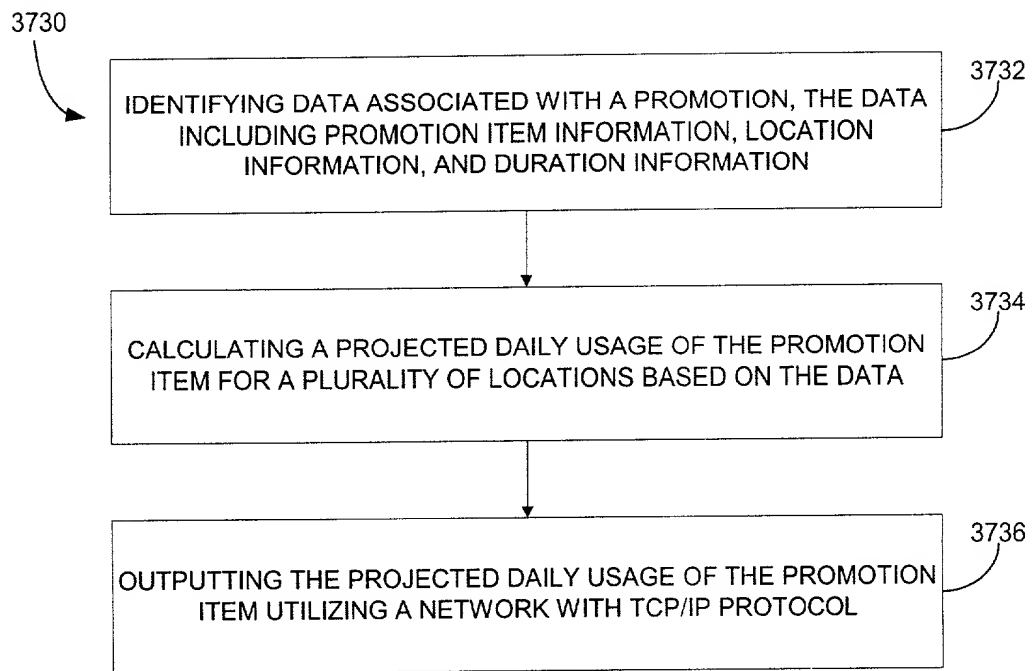 3730
3732
IDENTIFYING DATA ASSOCIATED WITH A PROMOTION, THE DATA
INCLUDING PROMOTION ITEM INFORMATION, LOCATION
INFORMATION, AND DURATION INFORMATION
3734
CALCULATING A PROJECTED DAILY USAGE OF THE PROMOTION
ITEM FOR A PLURALITY OF LOCATIONS BASED ON THE DATA
3736
OUTPUTTING THE PROJECTED DAILY USAGE OF THE PROMOTION
ITEM UTILIZING A NETWORK WITH TCP/IP PROTOCOL